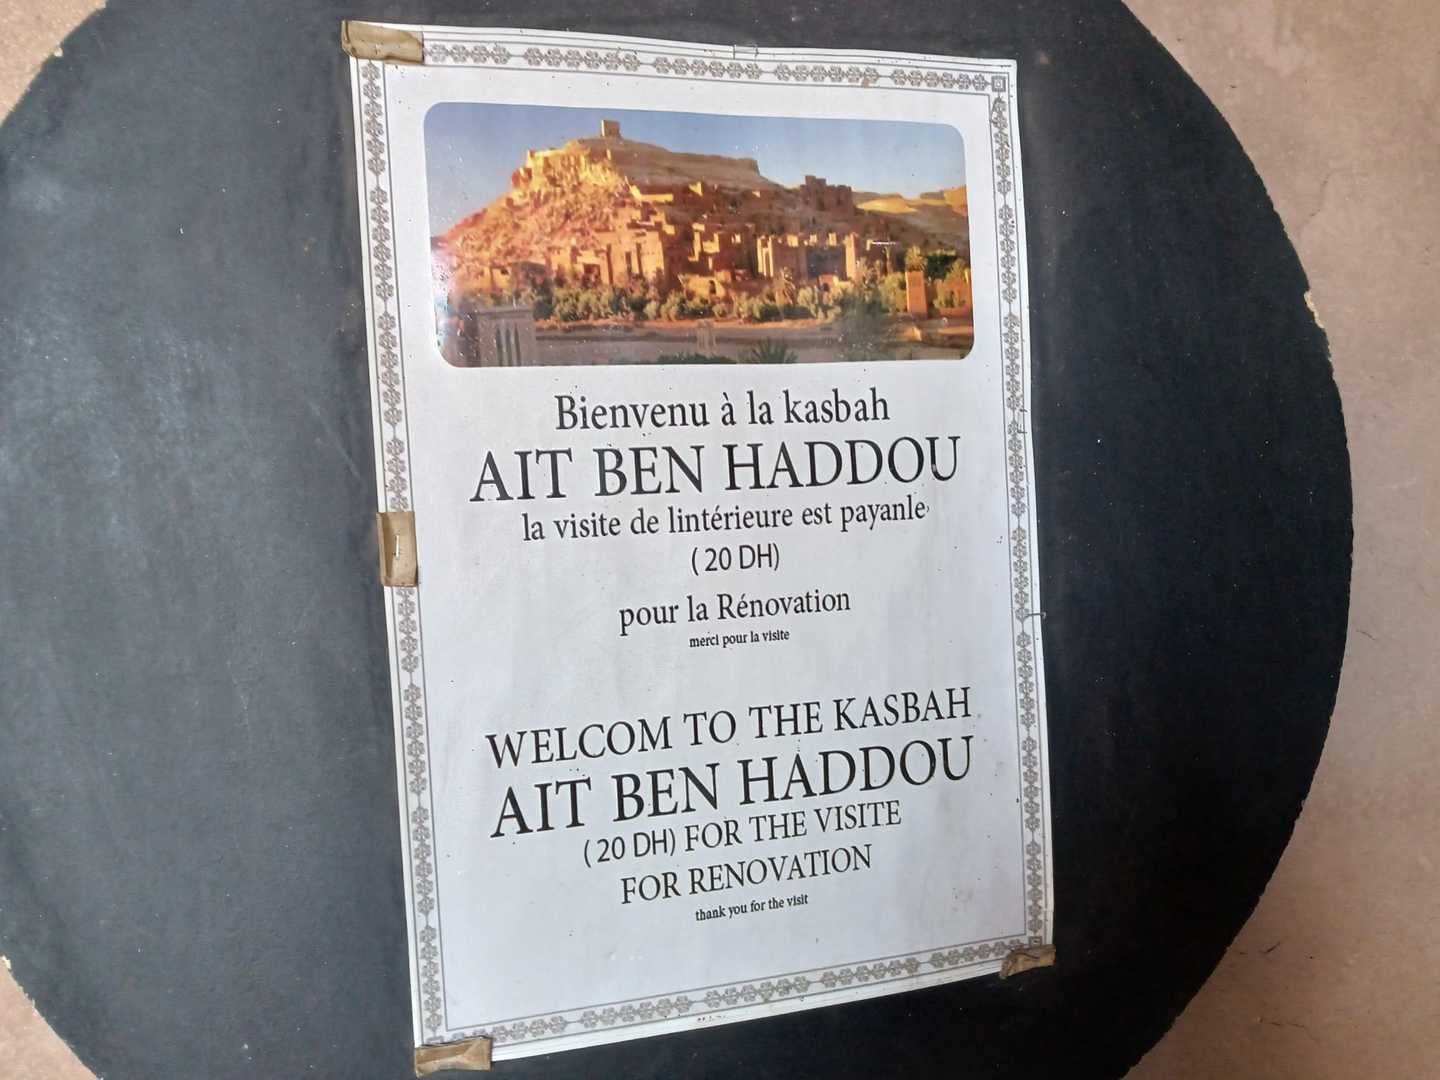 Bienvenu à la kasbah
AIT BEN HADDOU
la visite de lintérieure est payanle
( 20 DH)
pour la Rénovation
merci pour la visite
WELCOM TO THE KASBAH
AIT BEN HADDOU
( 20 DH) FOR THE VISITE
FOR RENOVATION
thank you for the visit